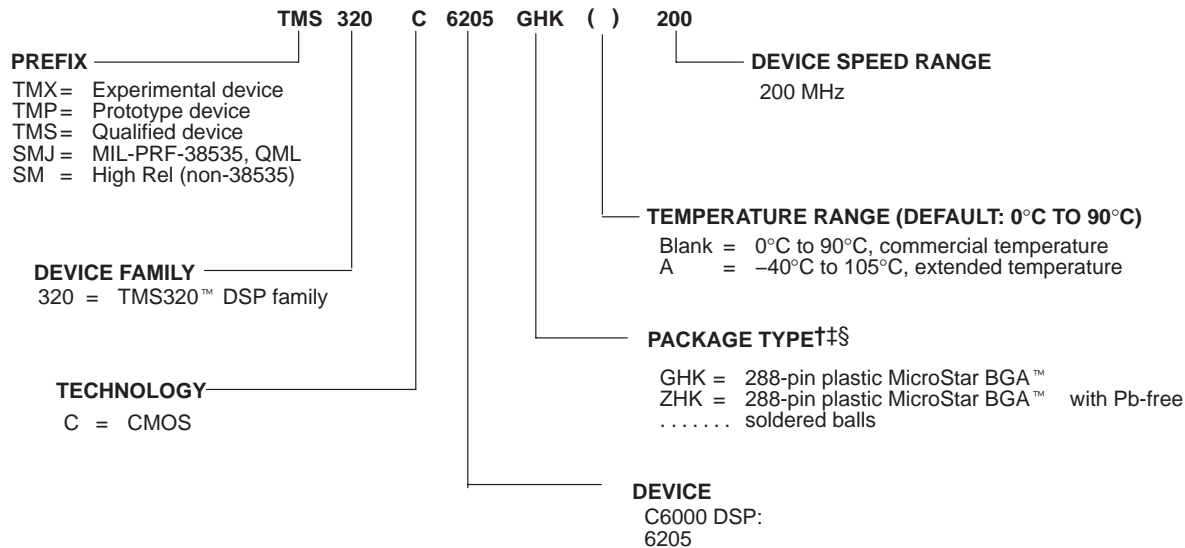 TMS 320 C 6205 GHK ( ) 200
PREFIX
TMX = Experimental device
TMP = Prototype device
TMS = Qualified device
SMJ = MIL-PRF-38535, QML
SM = High Rel (non-38535)
DEVICE SPEED RANGE
200 MHz
TEMPERATURE RANGE (DEFAULT: 0°C TO 90°C)
Blank = 0°C to 90°C, commercial temperature
A = −40°C to 105°C, extended temperature
DEVICE FAMILY
320 = TMS320™ DSP family
PACKAGE TYPE†‡§
GHK = 288-pin plastic MicroStar BGA™
ZHK = 288-pin plastic MicroStar BGA™ with Pb-free
. . . . . . . soldered balls
TECHNOLOGY
C = CMOS
DEVICE
C6000 DSP:
6205